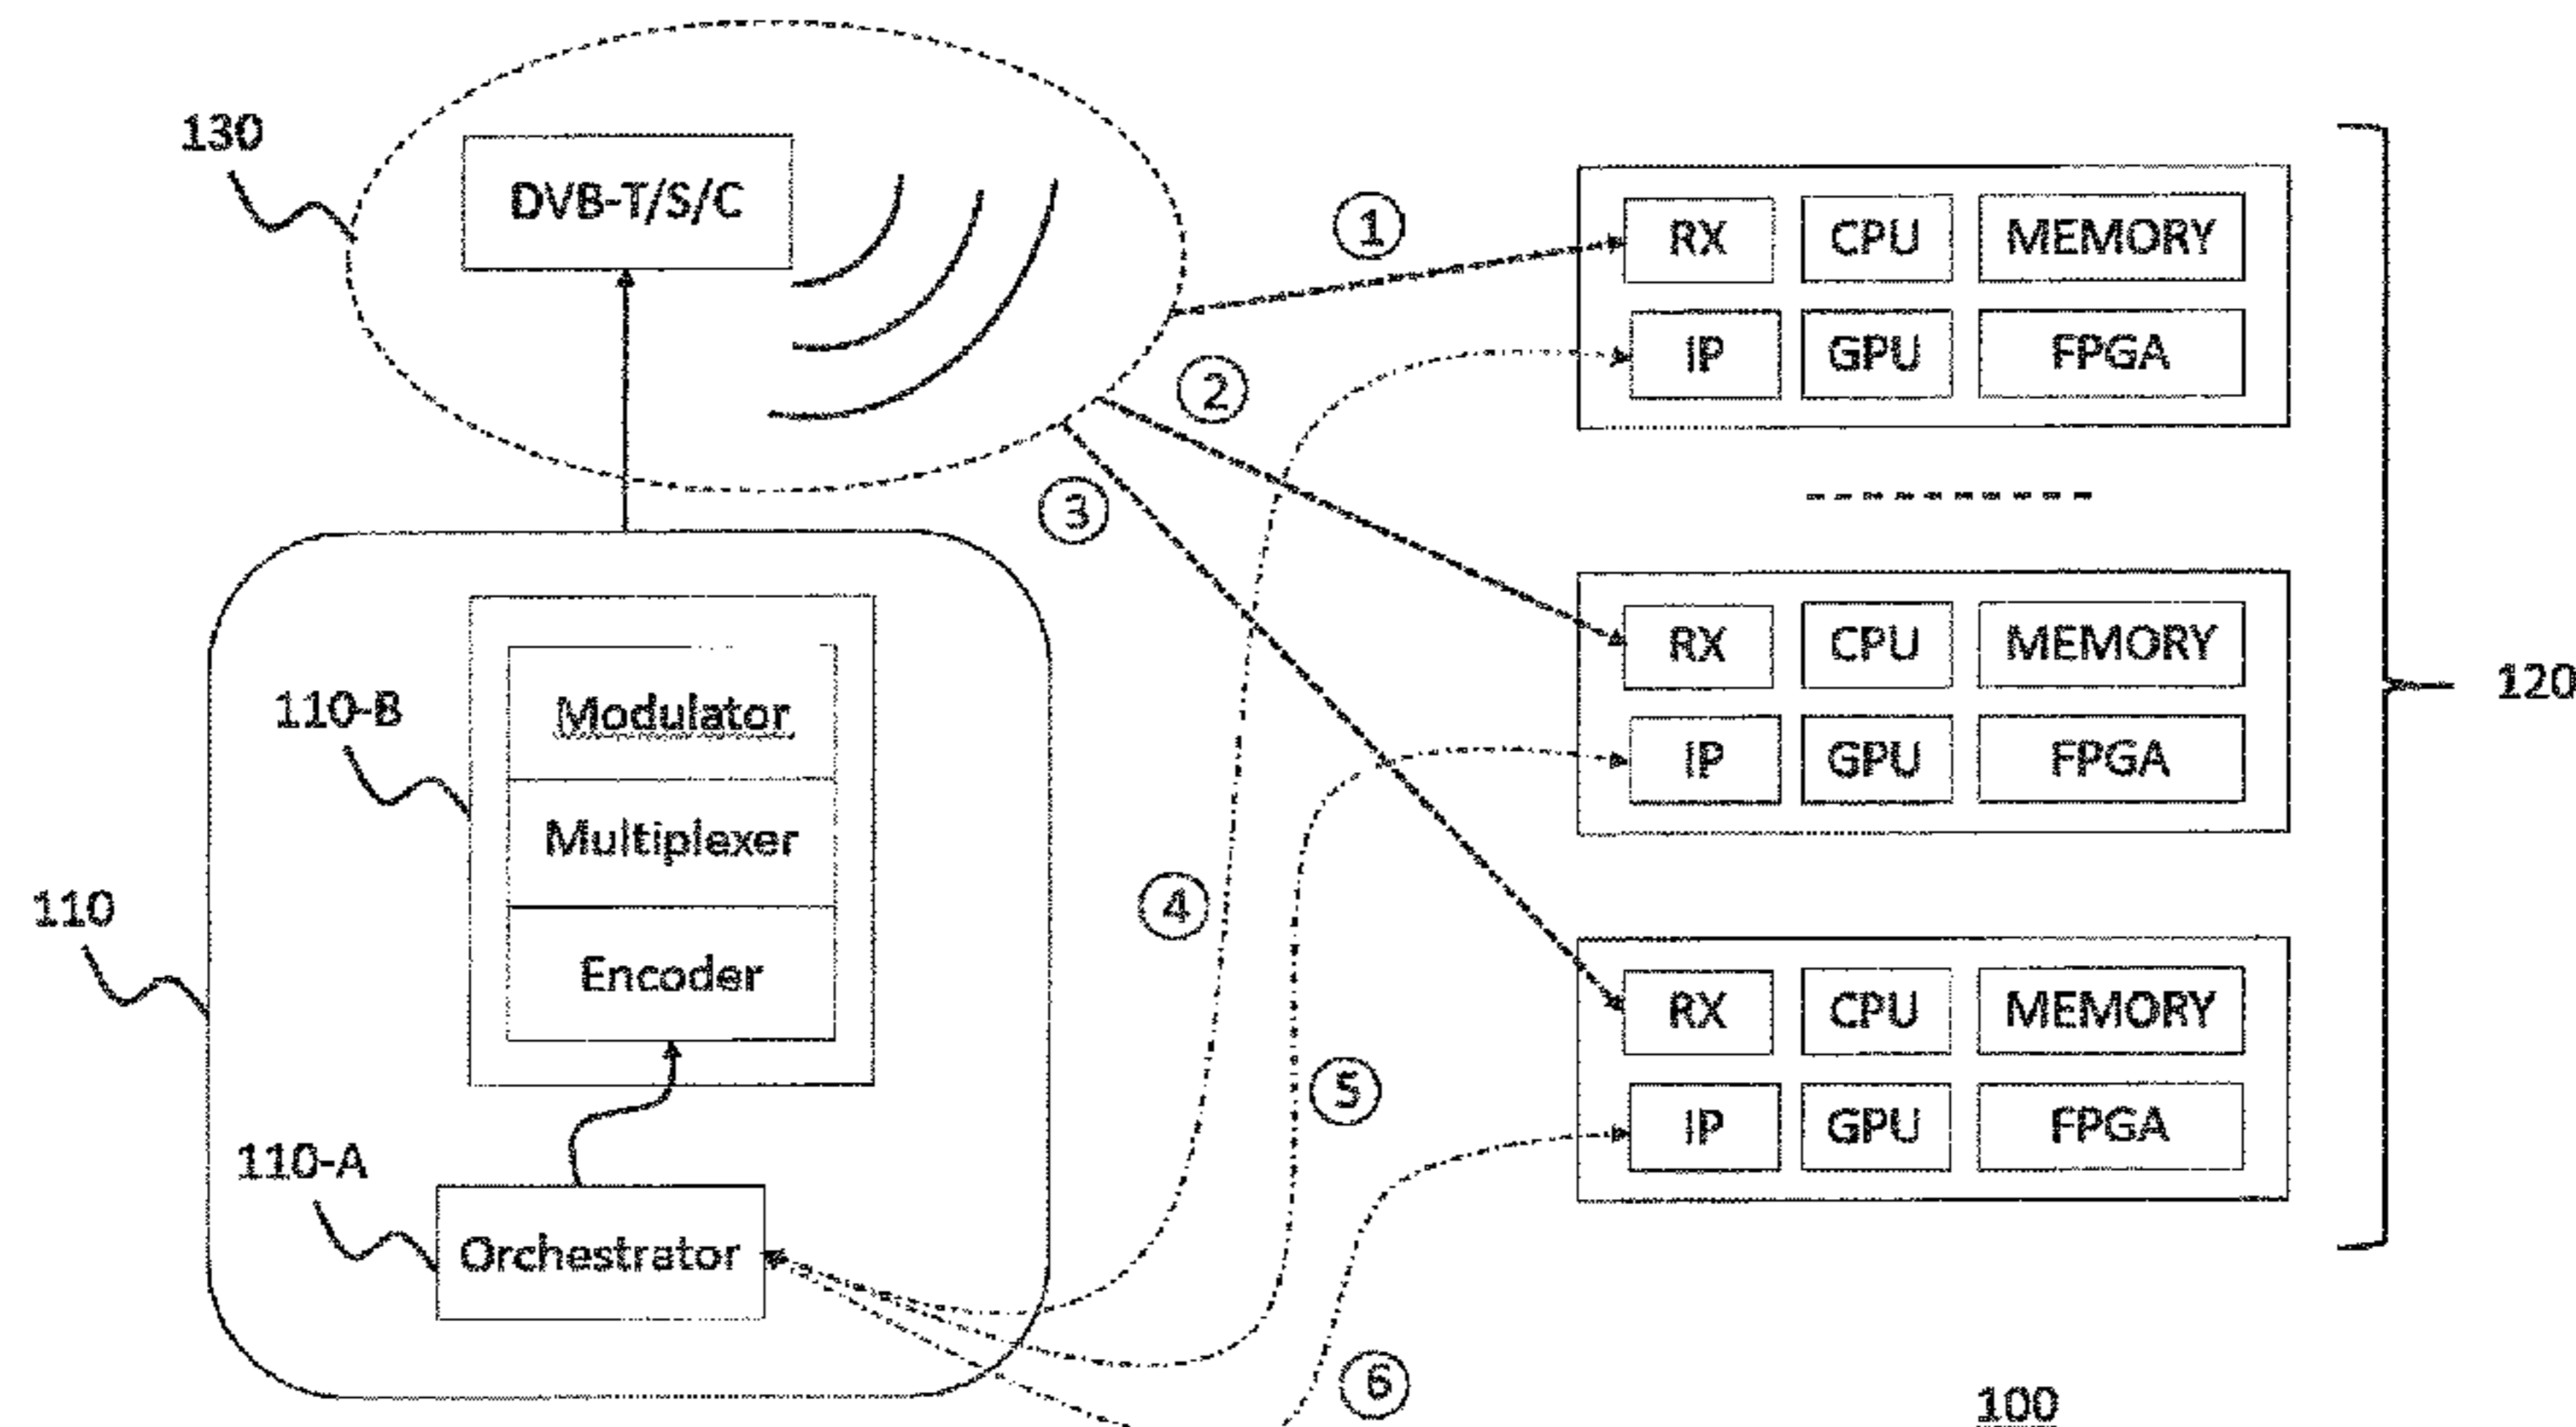 130
DVB-T/S/C
1
2
3
RX CPU MEMORY
IP GPU FPGA
RX CPU MEMORY
IP GPU FPGA
RX CPU MEMORY
IP GPU FPGA
120
110-B
Modulator
Multiplexer
Encoder
110
110-A
Orchestrator
4
5
6
100